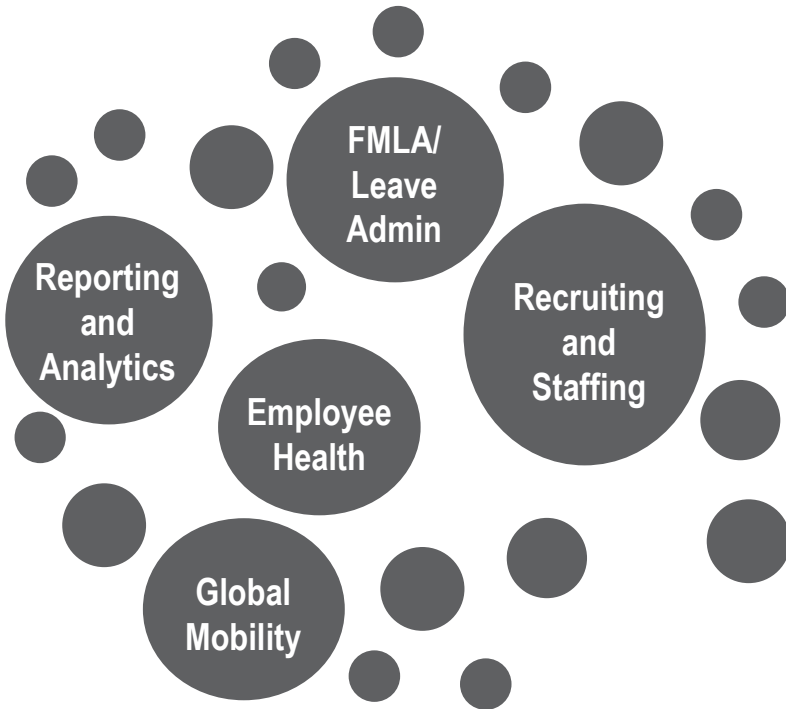 FMLA/
Leave
Admin
Reporting
and
Analytics
Recruiting
and
Staffing
Employee
Health
Global
Mobility